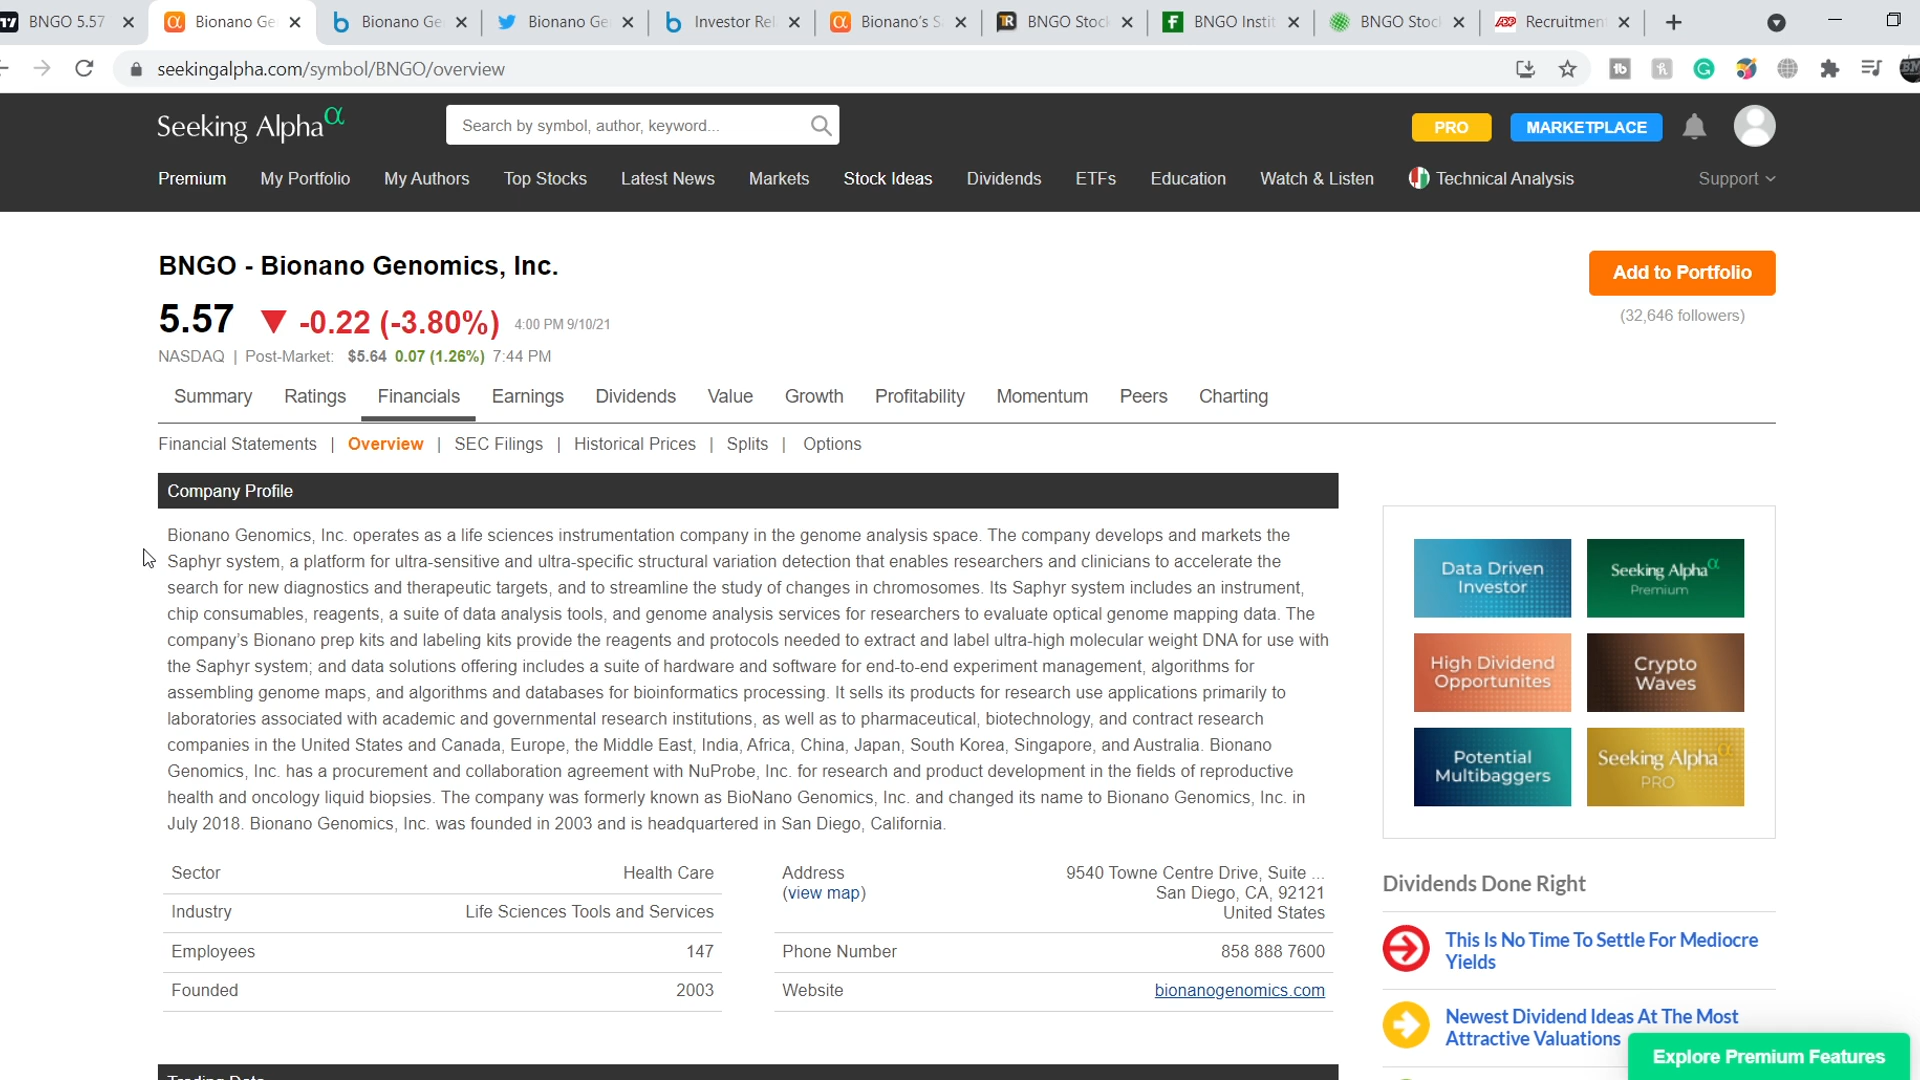 BNGO 5.57
Bionano Ge
Bionano Ge
Bionano Ge
Investor Rel
Bionano's S
BNGO Stock
BNGO Instit
BNGO Stoc
Recruitmen
seekingalpha.com/symbol/BNGO/overview
Seeking Alpha α
Search by symbol, author, keyword...
PRO
MARKETPLACE
Premium
My Portfolio
My Authors
Top Stocks
Latest News
Markets
Stock Ideas
Dividends
ETFs
Education
Watch & Listen
Technical Analysis
Support
BNGO - Bionano Genomics, Inc.
Add to Portfolio
5.57 ▼ -0.22 (-3.80%) 4:00 PM 9/10/21
(32,646 followers)
NASDAQ | Post-Market: $5.64 0.07 (1.26%) 7:44 PM
Summary Ratings Financials Earnings Dividends Value Growth Profitability Momentum Peers Charting
Financial Statements | Overview | SEC Filings | Historical Prices | Splits | Options
Company Profile
Bionano Genomics, Inc. operates as a life sciences instrumentation company in the genome analysis space. The company develops and markets the
Saphyr system, a platform for ultra-sensitive and ultra-specific structural variation detection that enables researchers and clinicians to accelerate the
search for new diagnostics and therapeutic targets, and to streamline the study of changes in chromosomes. Its Saphyr system includes an instrument,
chip consumables, reagents, a suite of data analysis tools, and genome analysis services for researchers to evaluate optical genome mapping data. The
company's Bionano prep kits and labeling kits provide the reagents and protocols needed to extract and label ultra-high molecular weight DNA for use with
the Saphyr system; and data solutions offering includes a suite of hardware and software for end-to-end experiment management, algorithms for
assembling genome maps, and algorithms and databases for bioinformatics processing. It sells its products for research use applications primarily to
laboratories associated with academic and governmental research institutions, as well as to pharmaceutical, biotechnology, and contract research
companies in the United States and Canada, Europe, the Middle East, India, Africa, China, Japan, South Korea, Singapore, and Australia. Bionano
Genomics, Inc. has a procurement and collaboration agreement with NuProbe, Inc. for research and product development in the fields of reproductive
health and oncology liquid biopsies. The company was formerly known as BioNano Genomics, Inc. and changed its name to Bionano Genomics, Inc. in
July 2018. Bionano Genomics, Inc. was founded in 2003 and is headquartered in San Diego, California.
Sector Health Care
Industry Life Sciences Tools and Services
Employees 147
Founded 2003
Address 9540 Towne Centre Drive, Suite ...
(view map) San Diego, CA, 92121
United States
Phone Number 858 888 7600
Website bionanogenomics.com
Data Driven
Investor
Seeking Alpha α
Premium
High Dividend
Opportunites
Crypto
Waves
Potential
Multibaggers
Seeking Alpha α
PRO
Dividends Done Right
This Is No Time To Settle For Mediocre
Yields
Newest Dividend Ideas At The Most
Attractive Valuations
Explore Premium Features
Trading Data